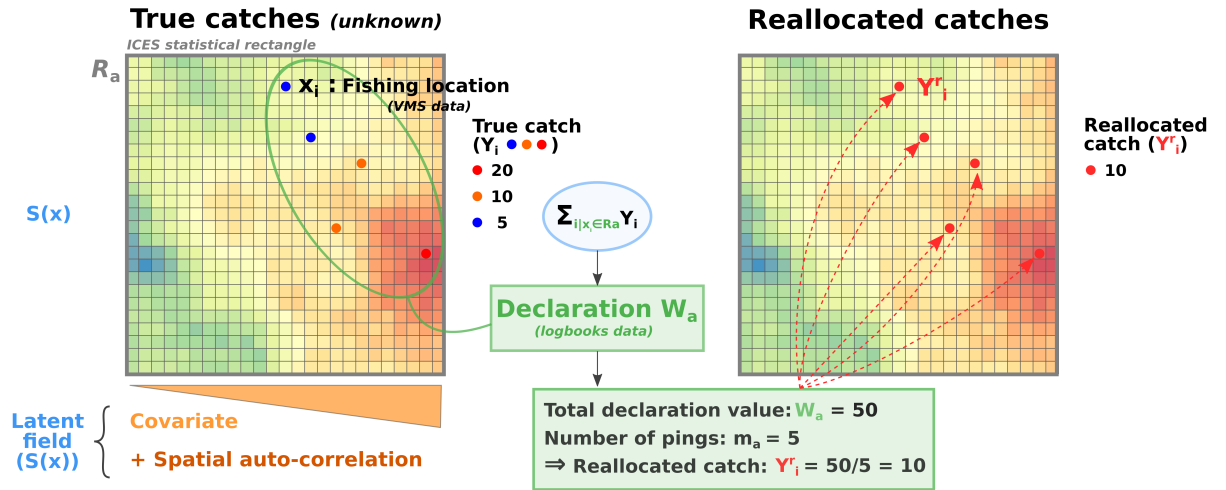 True catches (unknown)
ICES statistical rectangle
Ra
xi : Fishing location
(VMS data)
True catch
(Yi )
20
10
5
S(x)
Σi|xi∈Ra Yi
Declaration Wa
(logbooks data)
Latent
field
(S(x))
Covariate
+ Spatial auto-correlation
Total declaration value: Wa = 50
Number of pings: ma = 5
⇒ Reallocated catch: Yri = 50/5 = 10
Reallocated catches
Yri
Reallocated
catch (Yri)
10